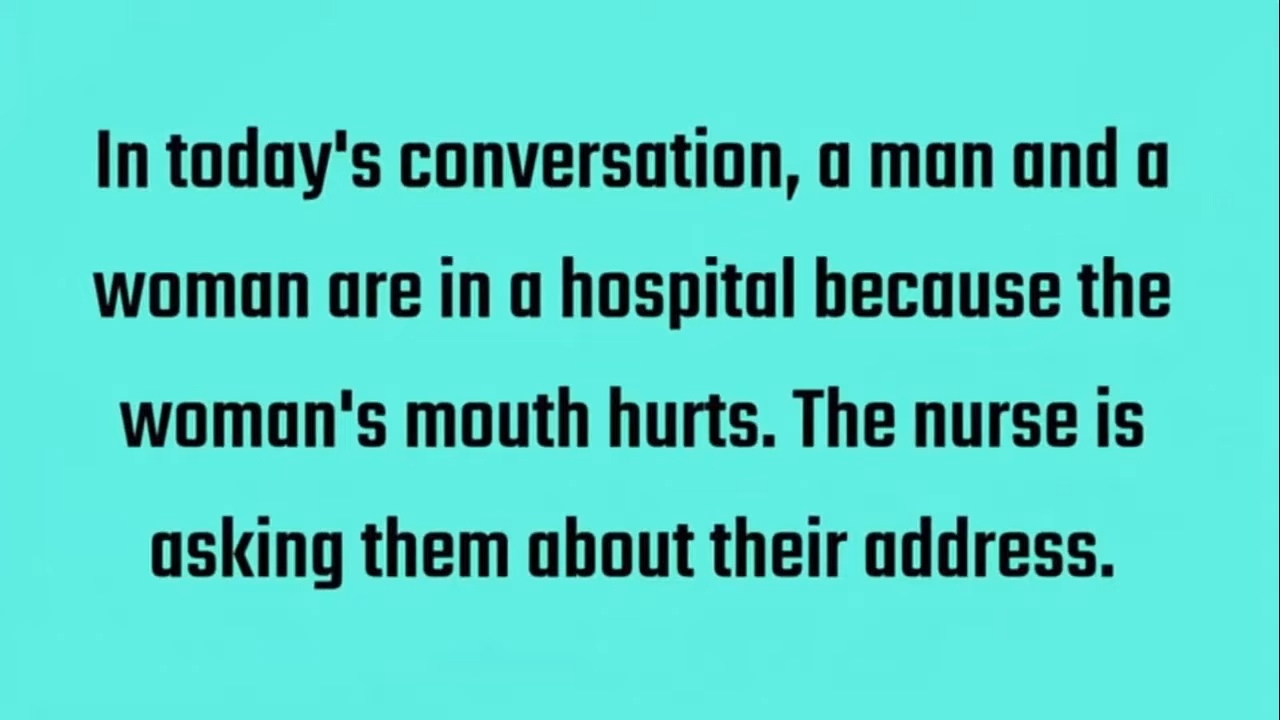 In today's conversation, a man and a
woman are in a hospital because the
woman's mouth hurts. The nurse is
asking them about their address.